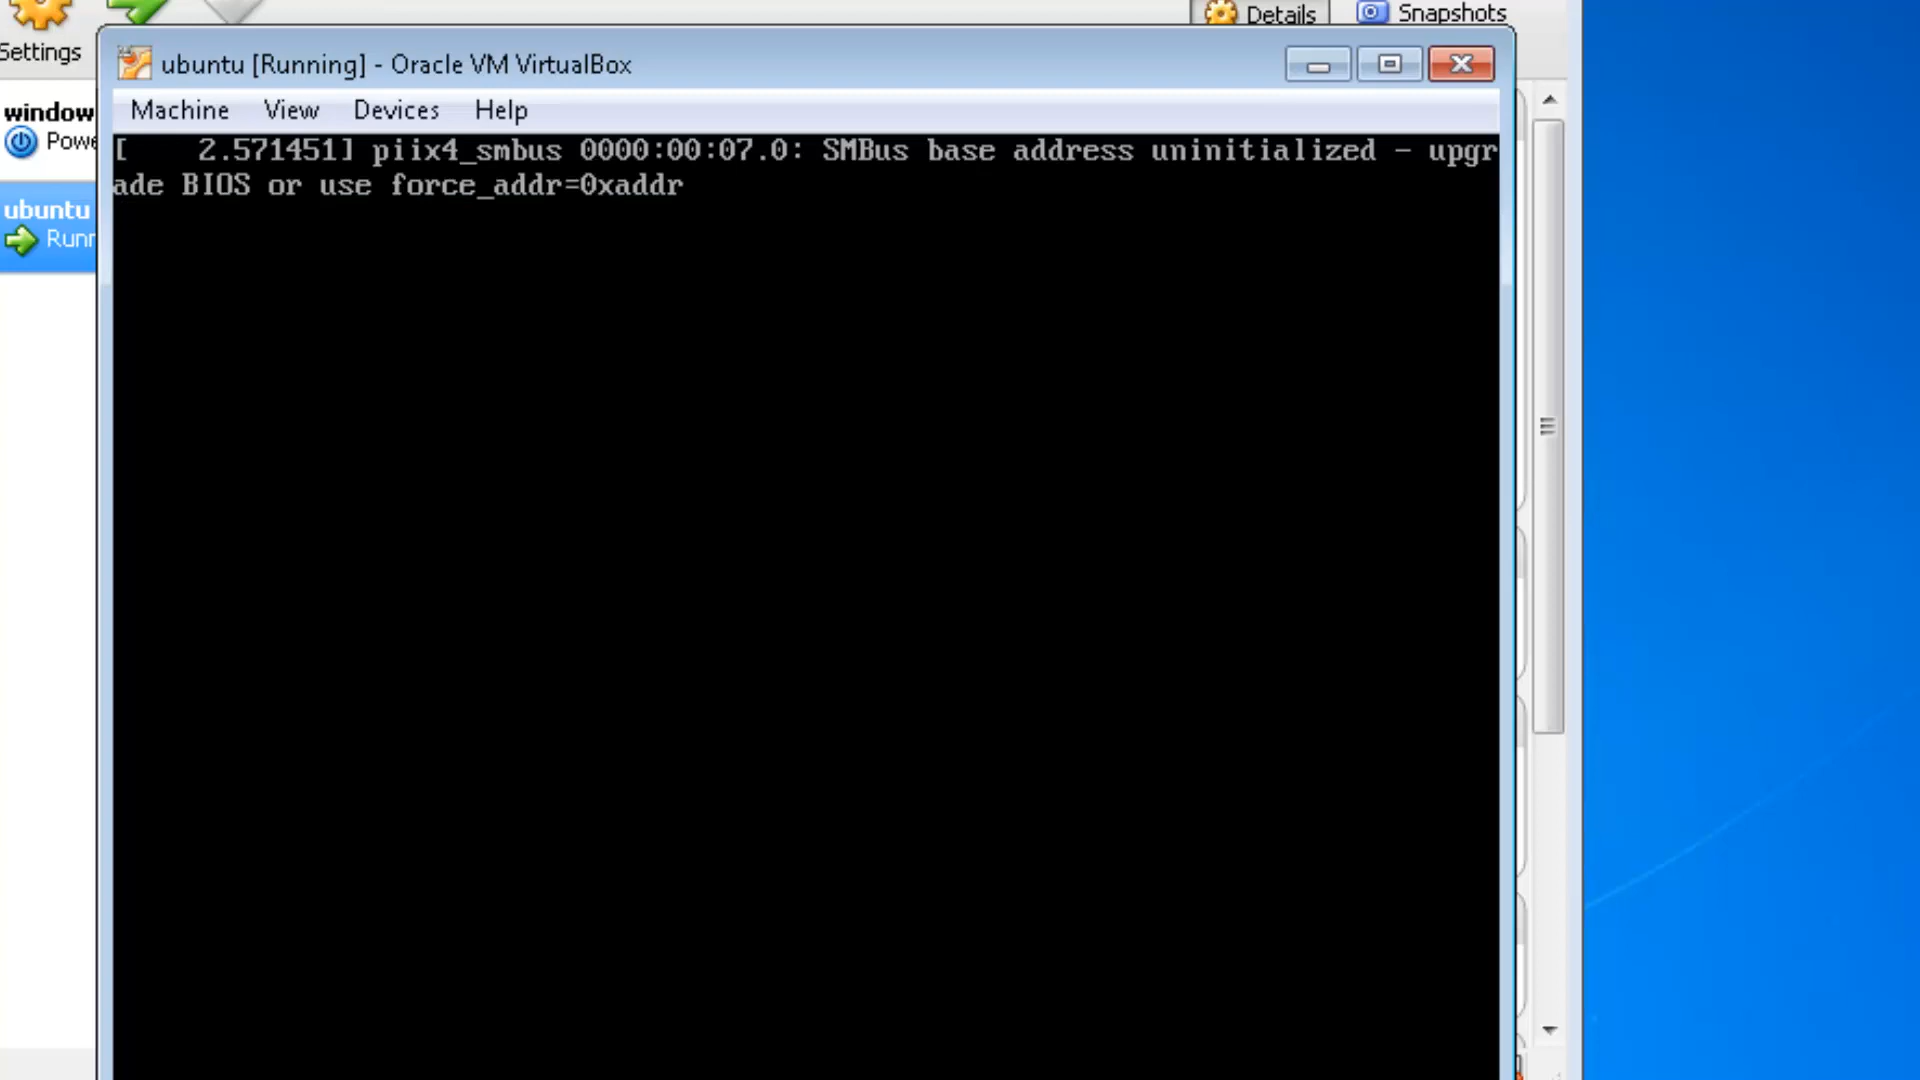 Settings
Details
Snapshots
ubuntu [Running] - Oracle VM VirtualBox
Machine View Devices Help
window
Powe
ubuntu
Runn
[    2.571451] piix4_smbus 0000:00:07.0: SMBus base address uninitialized - upgr
ade BIOS or use force_addr=0xaddr